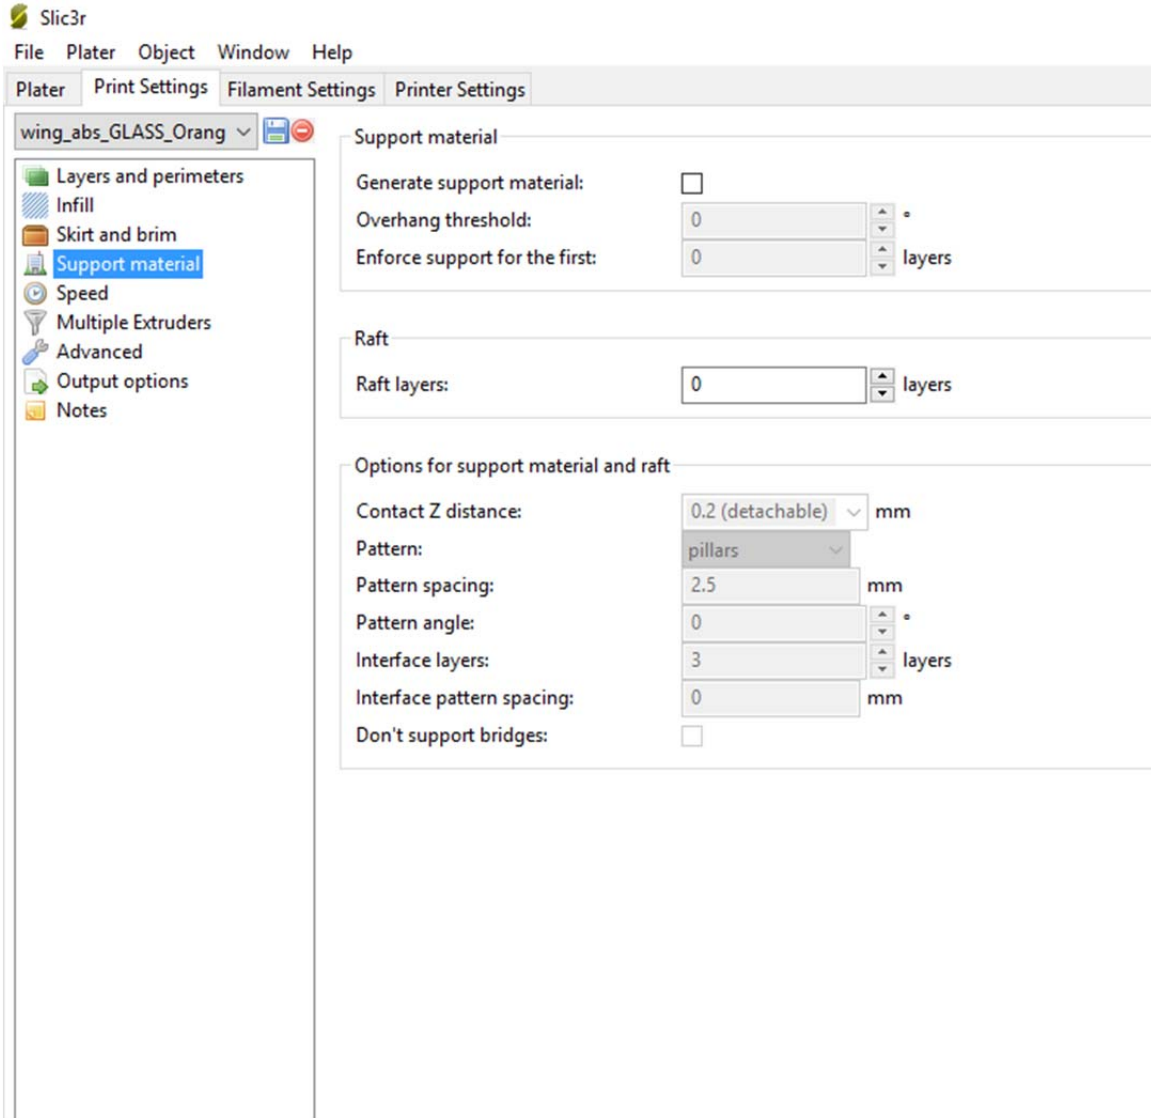 Slic3r
File Plater Object Window Help
Plater Print Settings Filament Settings Printer Settings
wing_abs_GLASS_Orang
Layers and perimeters
Infill
Skirt and brim
Support material
Speed
Multiple Extruders
Advanced
Output options
Notes
Support material
Generate support material:
Overhang threshold: 0 °
Enforce support for the first: 0 layers
Raft
Raft layers: 0 layers
Options for support material and raft
Contact Z distance: 0.2 (detachable) mm
Pattern: pillars
Pattern spacing: 2.5 mm
Pattern angle: 0 °
Interface layers: 3 layers
Interface pattern spacing: 0 mm
Don't support bridges: